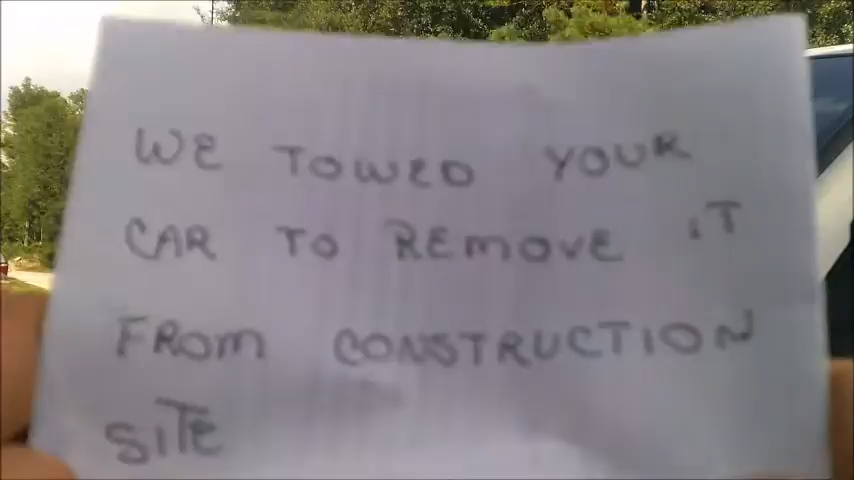 WE TOWED YOUR
CAR TO REMOVE iT
FROM CONSTRUCTION
SiTE